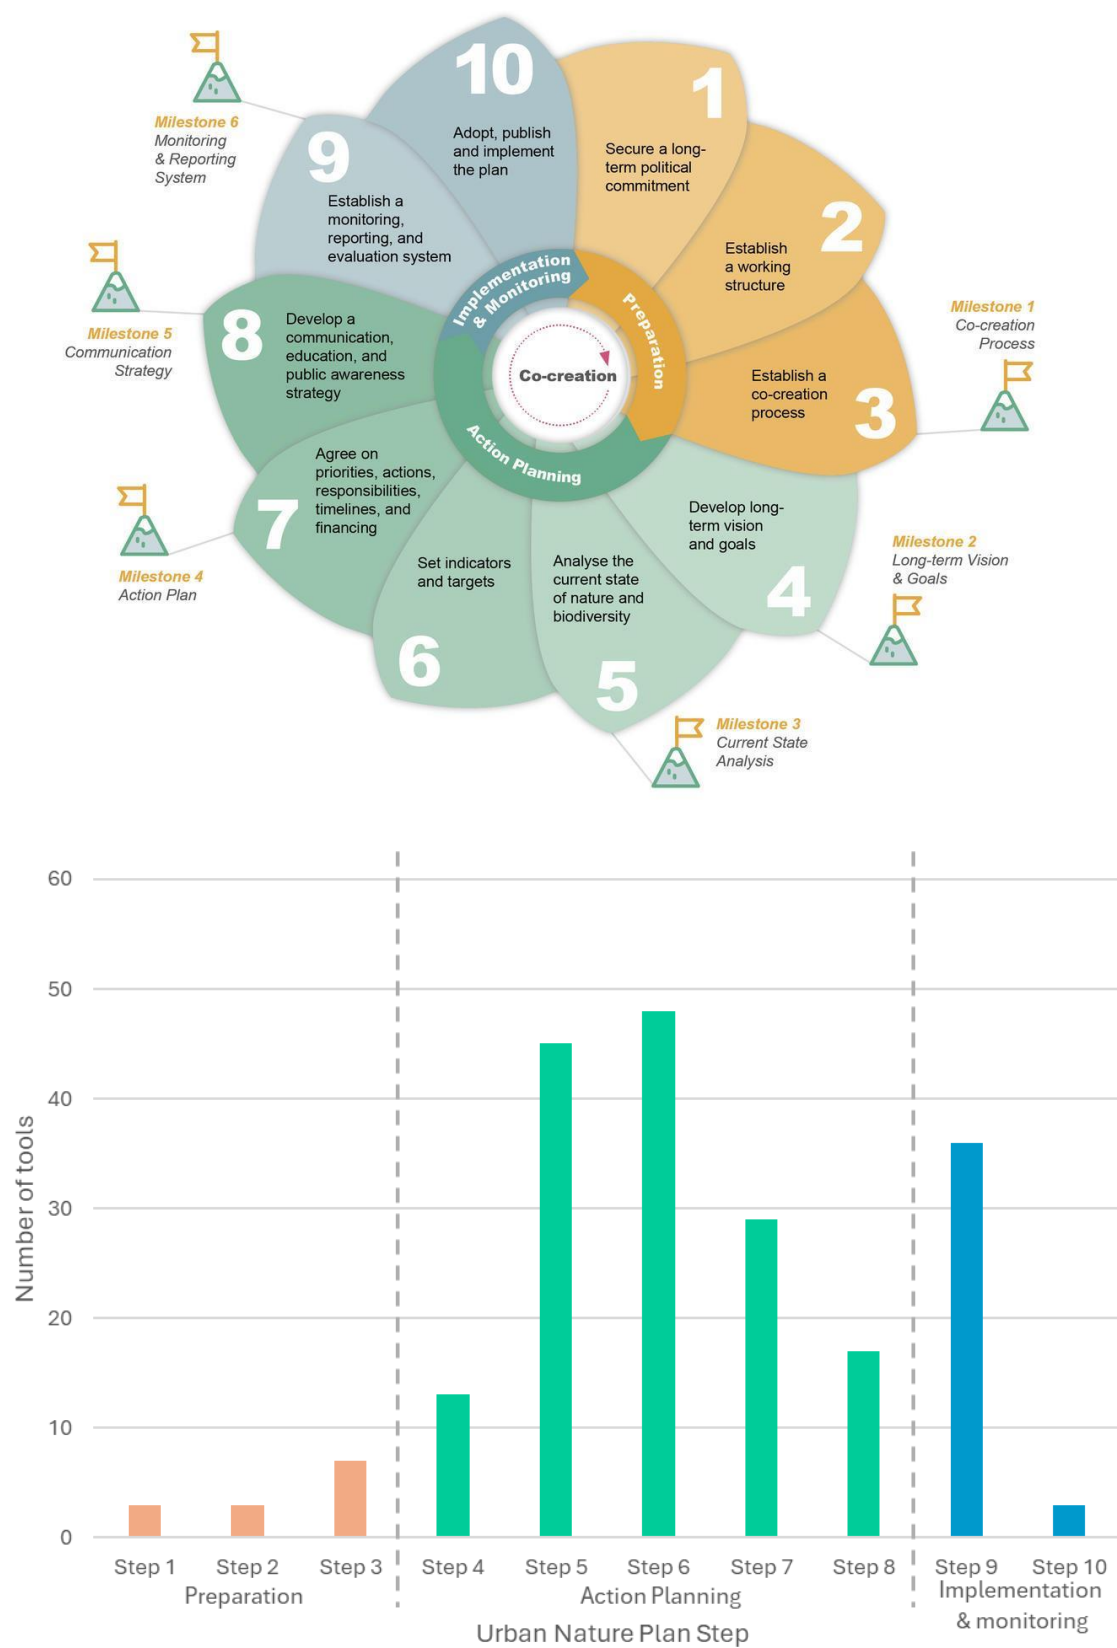 10
Adopt, publish
and implement
the plan
1
Secure a long-
term political
commitment
2
Establish
a working
structure
3
Establish a
co-creation
process
Milestone 1
Co-creation
Process
4
Develop long-
term vision
and goals
Milestone 2
Long-term Vision
& Goals
5
Analyse the
current state
of nature and
biodiversity
Milestone 3
Current State
Analysis
6
Set indicators
and targets
7
Agree on
priorities, actions,
responsibilities,
timelines, and
financing
Milestone 4
Action Plan
8
Develop a
communication,
education, and
public awareness
strategy
Milestone 5
Communication
Strategy
9
Establish a
monitoring,
reporting, and
evaluation system
Milestone 6
Monitoring
& Reporting
System
Implementation
& Monitoring
Preparation
Action Planning
Co-creation
60
50
40
30
20
10
0
Number of tools
Step 1
Step 2
Step 3
Step 4
Step 5
Step 6
Step 7
Step 8
Step 9
Step 10
Preparation
Action Planning
Implementation
& monitoring
Urban Nature Plan Step